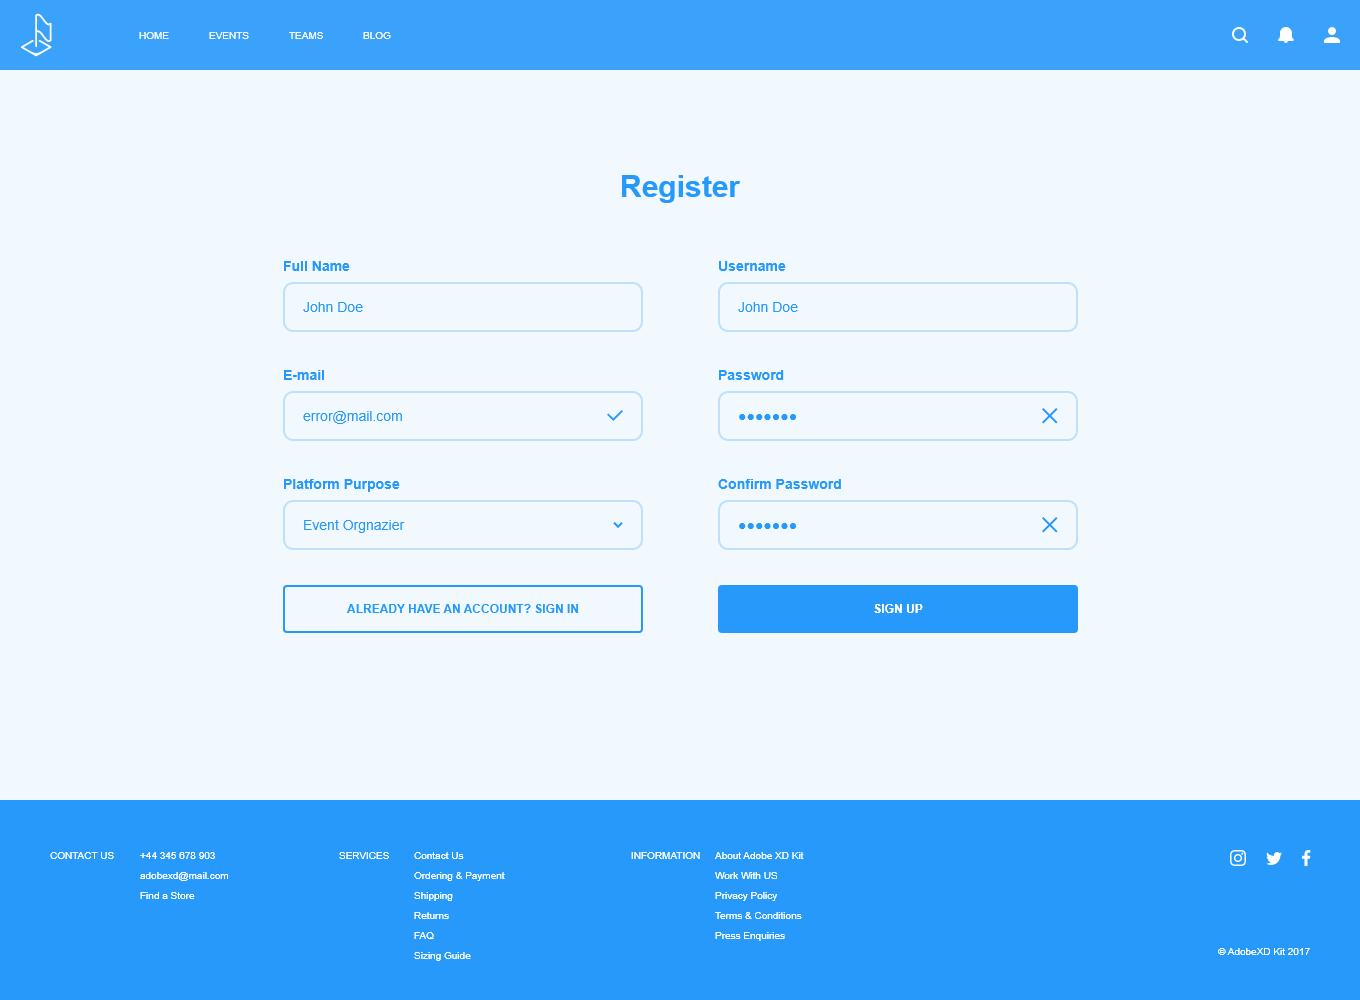 HOME EVENTS TEAMS BLOG
Register
Full Name
John Doe
Username
John Doe
E-mail
error@mail.com
Password
●●●●●●●
Platform Purpose
Event Orgnazier
Confirm Password
●●●●●●●
ALREADY HAVE AN ACCOUNT? SIGN IN
SIGN UP
CONTACT US
+44 345 678 903
adobexd@mail.com
Find a Store
SERVICES
Contact Us
Ordering & Payment
Shipping
Returns
FAQ
Sizing Guide
INFORMATION
About Adobe XD Kit
Work With US
Privacy Policy
Terms & Conditions
Press Enquiries
© AdobeXD Kit 2017